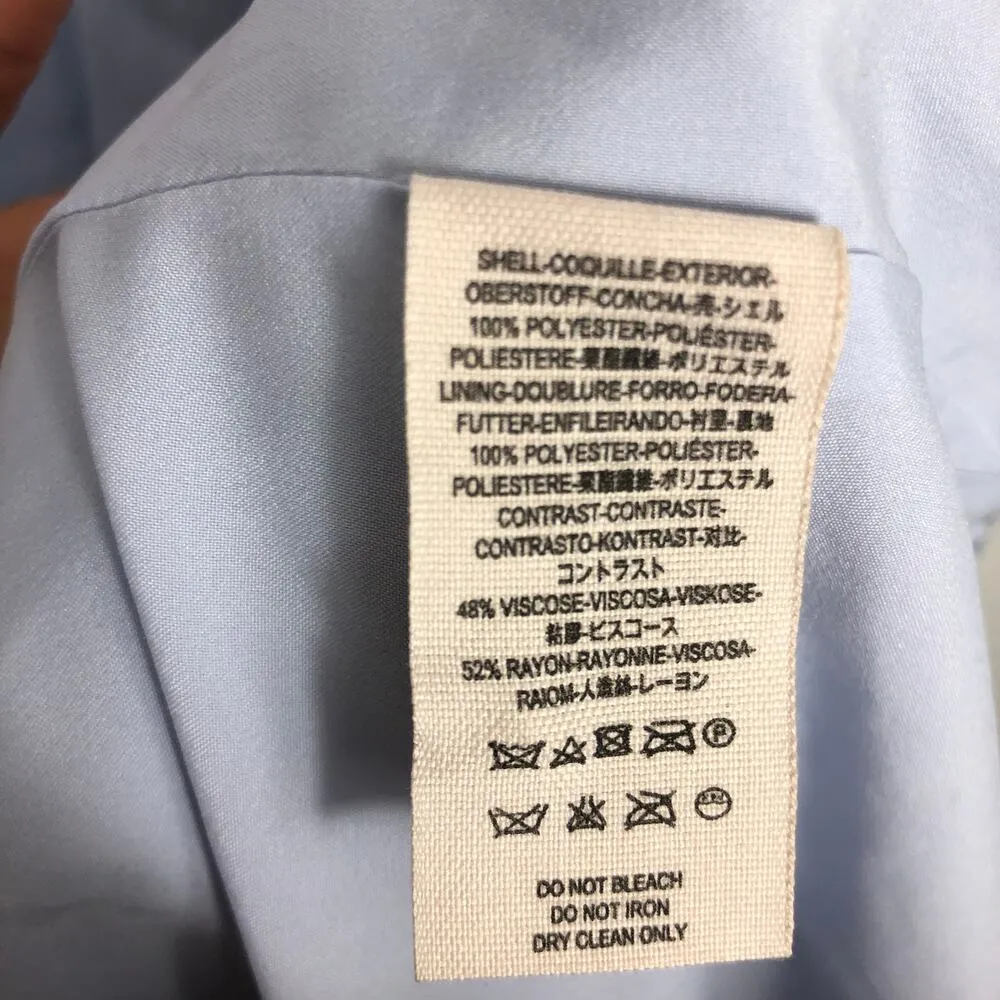 SHELL-COQUILLE-EXTERIOR-
OBERSTOFF-CONCHA-売-シェル
100% POLYESTER-POLIÉSTER-
POLIESTERE-聚酯纖維-ポリエステル
LINING-DOUBLURE-FORRO-FODERA-
FUTTER-ENFILEIRANDO-衬里-裏地
100% POLYESTER-POLIÉSTER-
POLIESTERE-聚酯纖維-ポリエステル
CONTRAST-CONTRASTE-
CONTRASTO-KONTRAST-对比-
コントラスト
48% VISCOSE-VISCOSA-VISKOSE-
粘膠-ビスコース
52% RAYON-RAYONNE-VISCOSA-
RAIOM-人造絲-レーヨン
P
DO NOT BLEACH
DO NOT IRON
DRY CLEAN ONLY